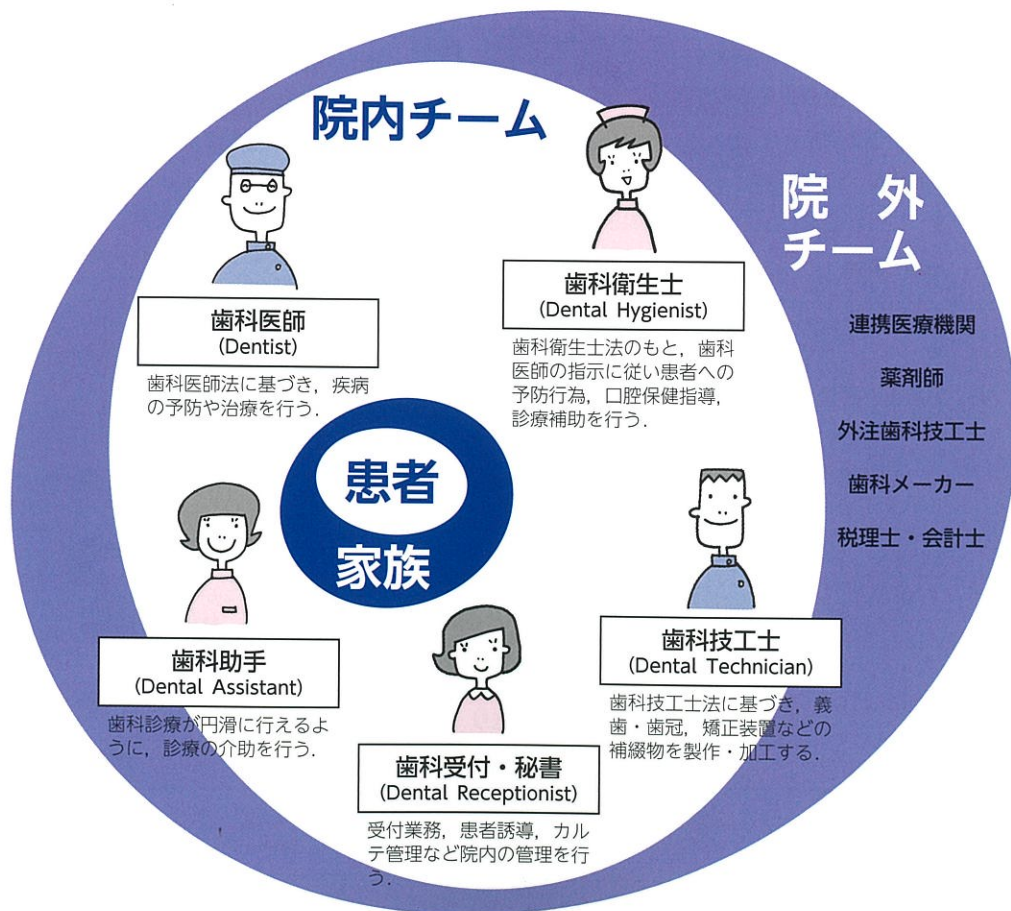 院内チーム
歯科医師
(Dentist)
歯科医師法に基づき，疾病
の予防や治療を行う．
歯科衛生士
(Dental Hygienist)
歯科衛生士法のもと，歯科
医師の指示に従い患者への
予防行為，口腔保健指導，
診療補助を行う．
患者
家族
歯科助手
(Dental Assistant)
歯科診療が円滑に行えるよ
うに，診療の介助を行う．
歯科受付・秘書
(Dental Receptionist)
受付業務，患者誘導，カル
テ管理など院内の管理を行
う．
歯科技工士
(Dental Technician)
歯科技工士法に基づき，義
歯・歯冠，矯正装置などの
補綴物を製作・加工する．
院　外
チーム
連携医療機関
薬剤師
外注歯科技工士
歯科メーカー
税理士・会計士